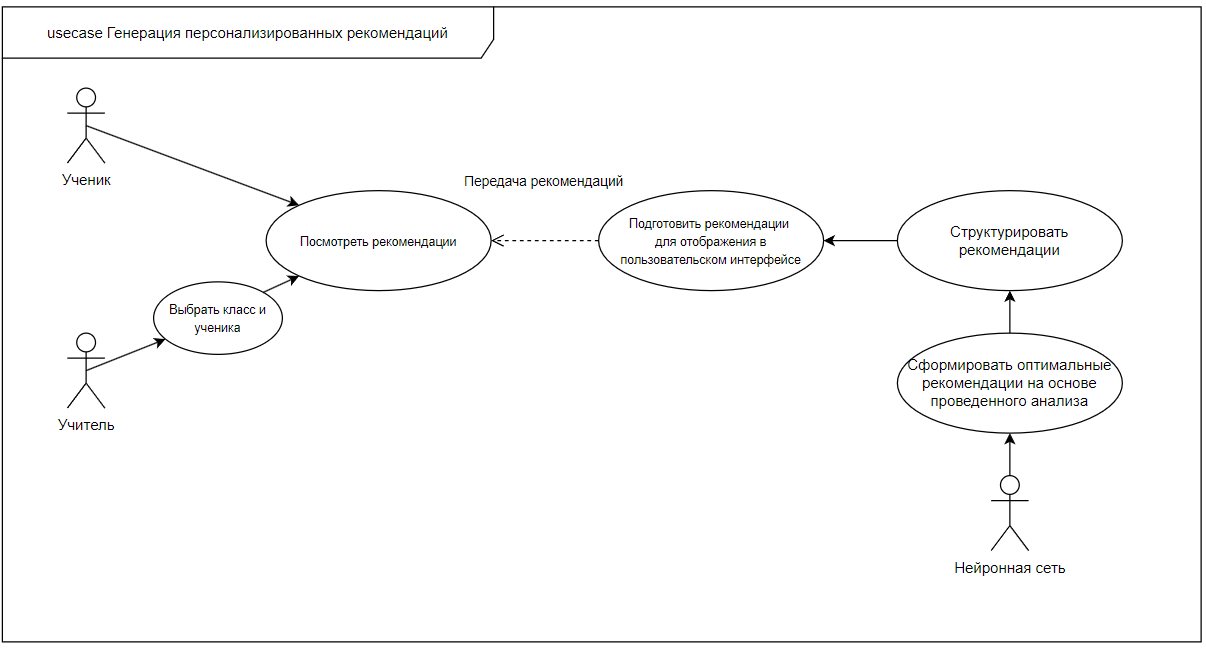 usecase Генерация персонализированных рекомендаций
Ученик
Передача рекомендаций
Посмотреть рекомендации
Подготовить рекомендации
для отображения в
пользовательском интерфейсе
Структурировать
рекомендации
Выбрать класс и
ученика
Учитель
Сформировать оптимальные
рекомендации на основе
проведенного анализа
Нейронная сеть